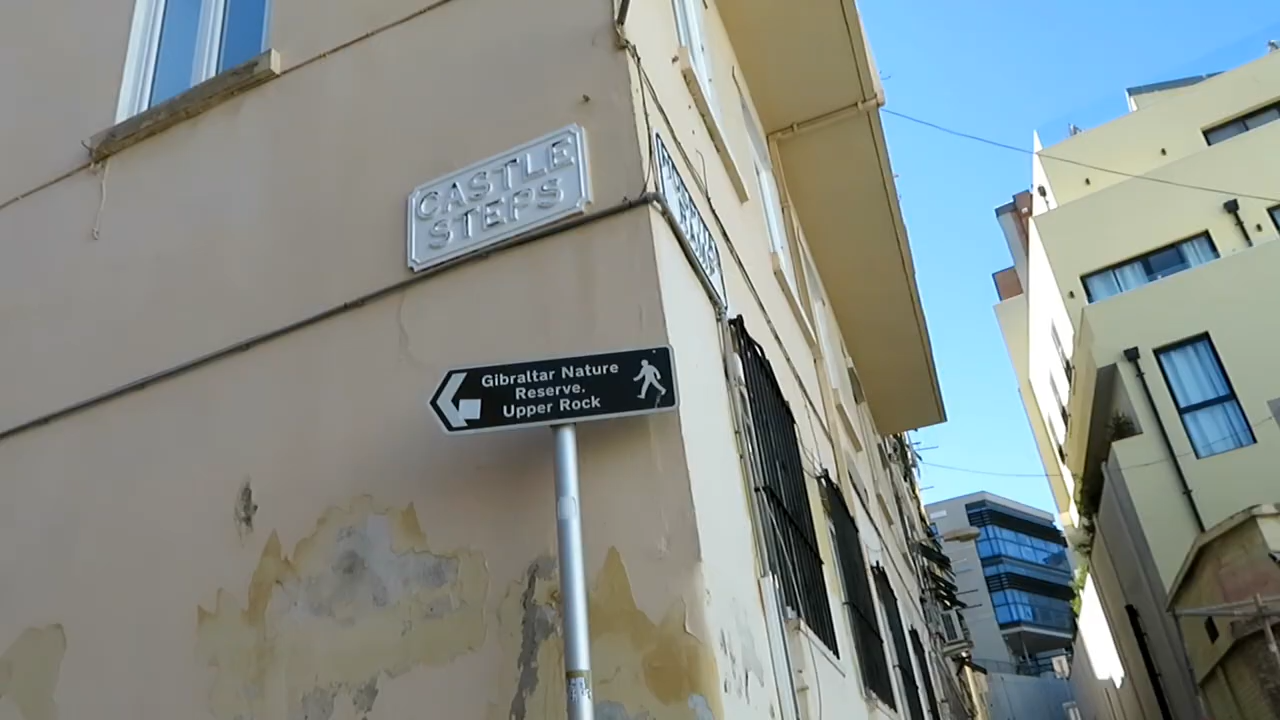 CASTLE
STEPS
Gibraltar Nature
Reserve.
Upper Rock